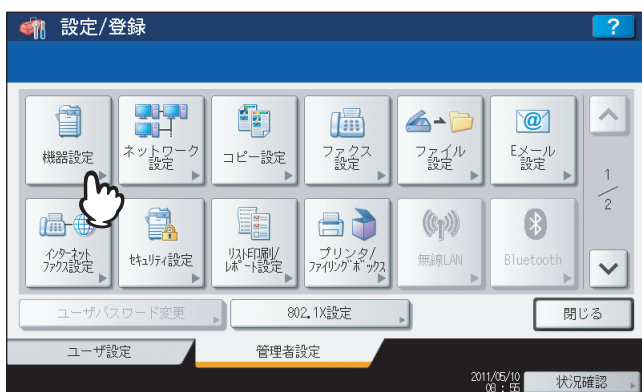 設定/登録
?
機器設定
ネットワーク
設定
コピー設定
ファクス
設定
ファイル
設定
Eメール
設定
1
2
インターネット
ファクス設定
セキュリティ設定
リスト印刷/
レポート設定
プリンタ/
ファイリングボックス
無線LAN
Bluetooth
ユーザパスワード変更
802.1X設定
閉じる
ユーザ設定
管理者設定
2011/05/10
08:55
状況確認